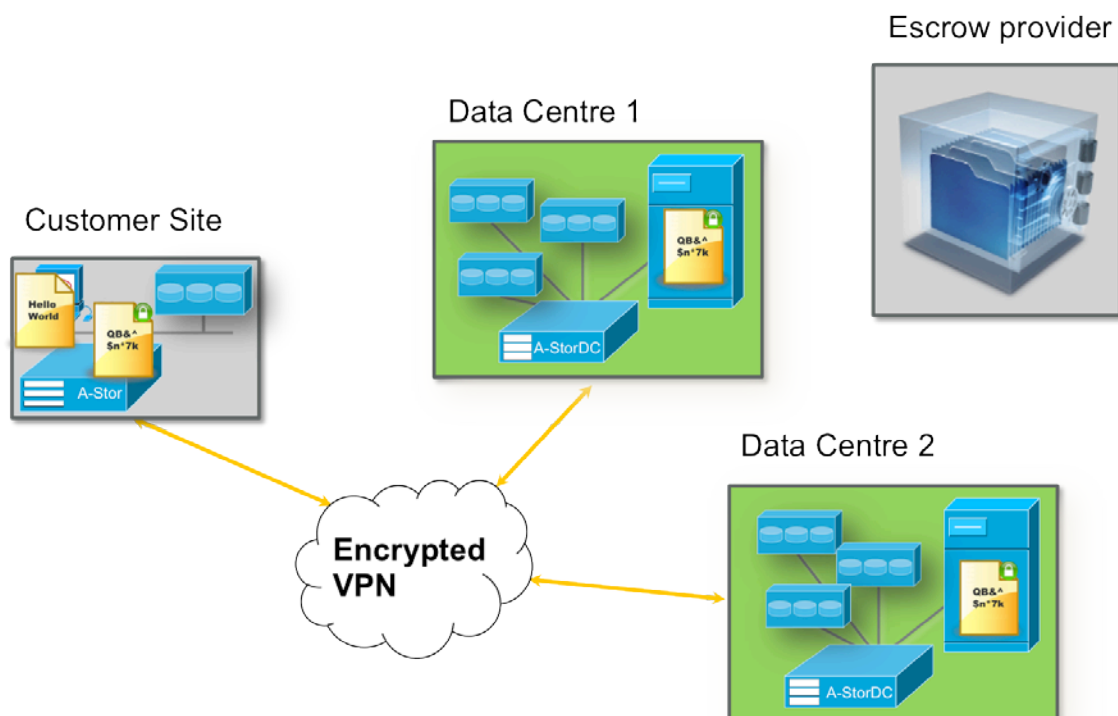 Escrow provider
Data Centre 1
Customer Site
Hello
World
QB&^
$n*7k
A-Stor
QB&^
$n*7k
A-StorDC
Data Centre 2
Encrypted
VPN
QB&^
$n*7k
A-StorDC